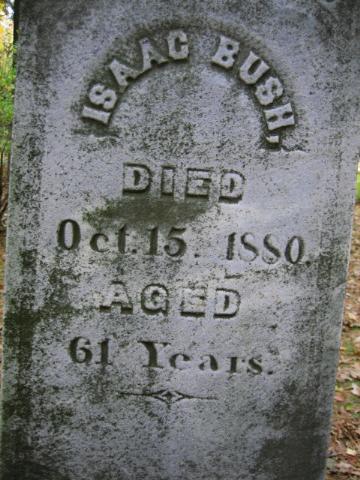 ISAAC BUSH,
DIED
Oct. 15. 1880.
AGED
61 Years.